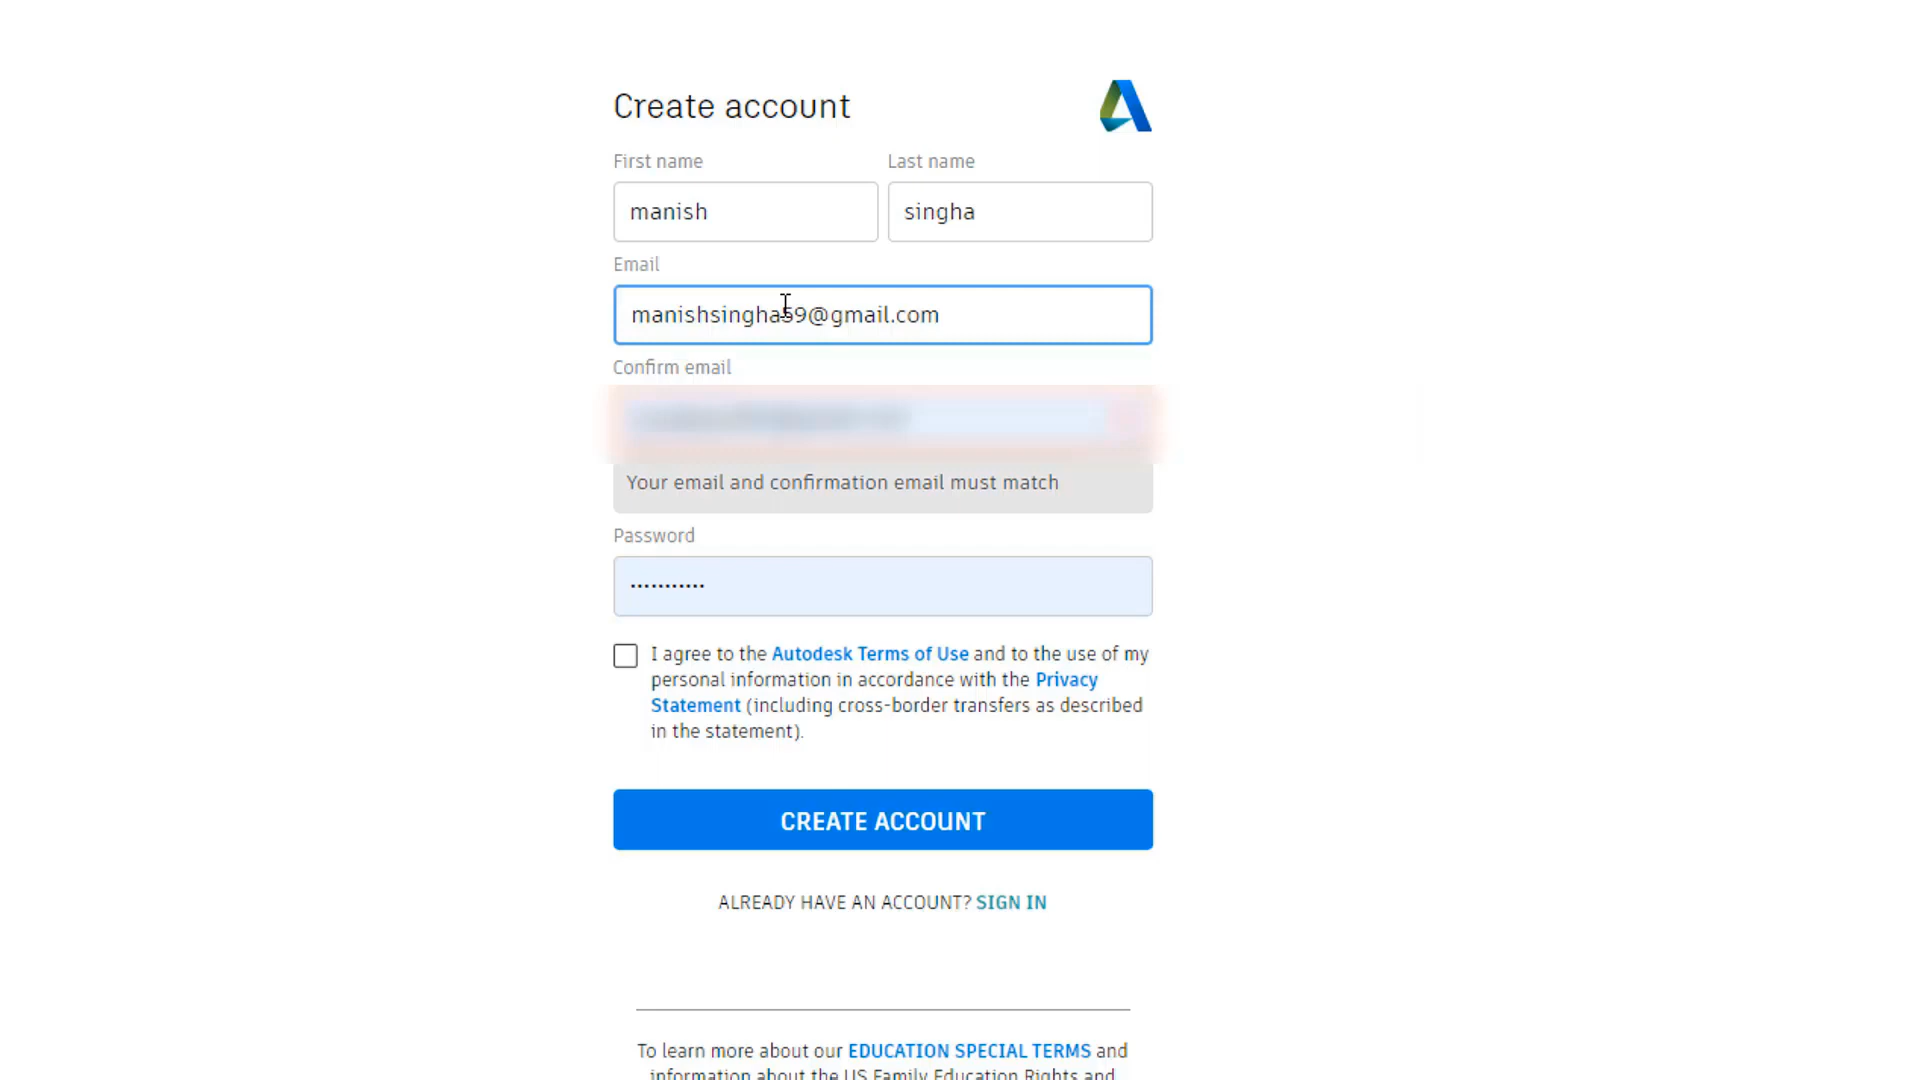 Create account
First name
Last name
manish
singha
Email
manishsingha59@gmail.com
Confirm email
Your email and confirmation email must match
Password
•••••••••••
I agree to the Autodesk Terms of Use and to the use of my
personal information in accordance with the Privacy
Statement (including cross-border transfers as described
in the statement).
CREATE ACCOUNT
ALREADY HAVE AN ACCOUNT? SIGN IN
To learn more about our EDUCATION SPECIAL TERMS and
information about the US Family Education Rights and